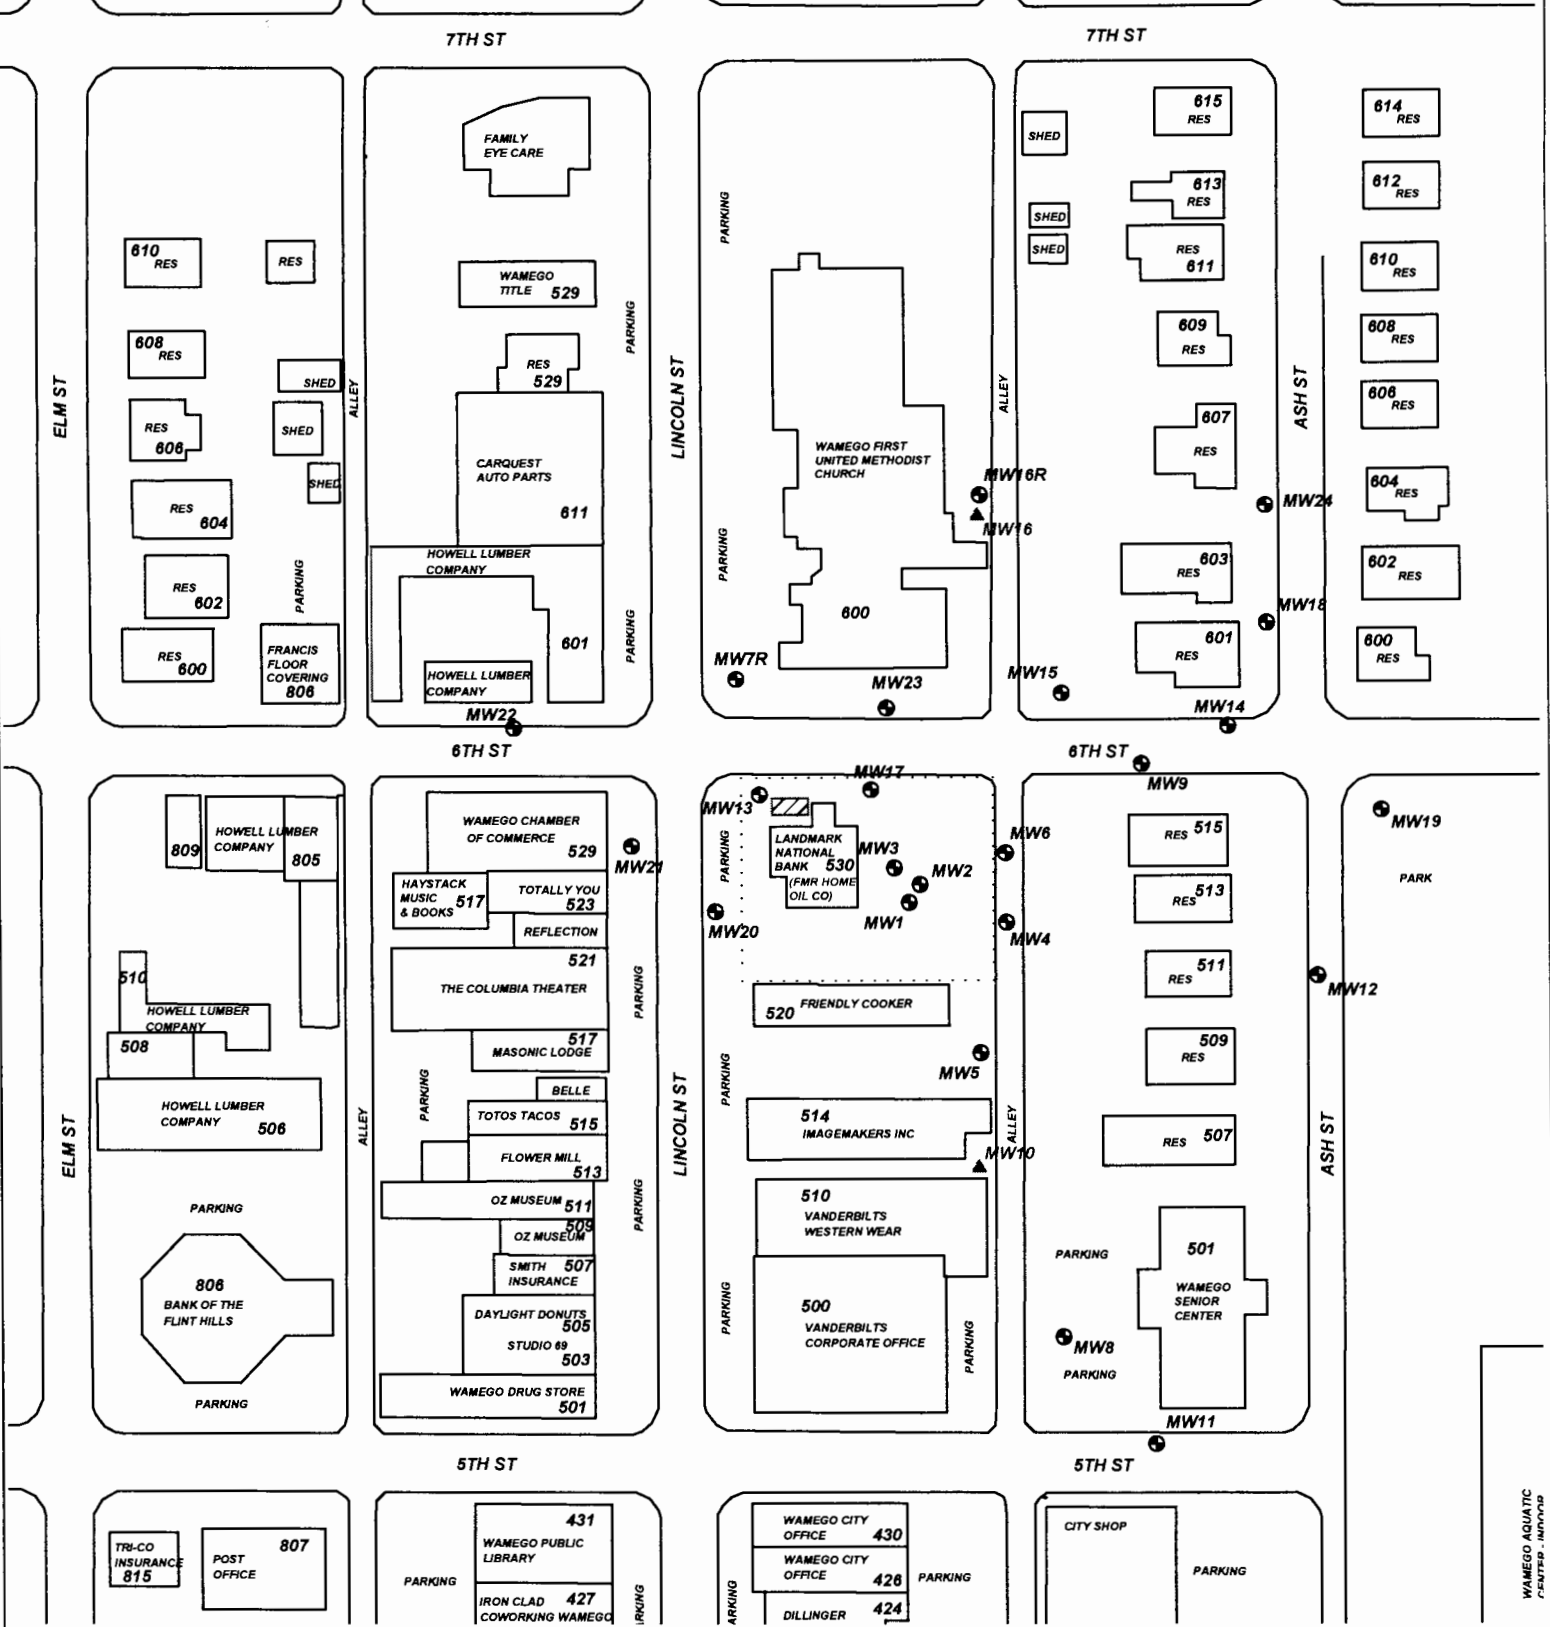 7TH ST
7TH ST
FAMILY
EYE CARE
SHED
615
RES
614
RES
PARKING
613
RES
612
RES
SHED
SHED
RES
611
610
RES
RES
WAMEGO
TITLE 529
610
RES
PARKING
609
RES
608
RES
608
RES
SHED
RES
529
ELM ST
ALLEY
LINCOLN ST
ALLEY
ASH ST
606
RES
RES
606
SHED
607
RES
CARQUEST
AUTO PARTS
611
WAMEGO FIRST
UNITED METHODIST
CHURCH
MW16R
MW16
SHED
604
RES
MW24
RES
604
HOWELL LUMBER
COMPANY
PARKING
603
RES
602
RES
RES
602
PARKING
600
PARKING
601
MW18
RES
600
FRANCIS
FLOOR
COVERING
806
HOWELL LUMBER
COMPANY
601
RES
600
RES
MW7R
MW23
MW15
MW14
MW22
6TH ST
6TH ST
MW17
MW9
MW13
809
HOWELL LUMBER
COMPANY
805
WAMEGO CHAMBER
OF COMMERCE
529
MW21
PARKING
LANDMARK
NATIONAL
BANK 530
(FMR HOME
OIL CO)
MW3
MW2
MW1
MW6
RES 515
MW19
PARK
HAYSTACK
MUSIC 517
& BOOKS
TOTALLY YOU
523
REFLECTION
MW20
MW4
513
RES
521
THE COLUMBIA THEATER
PARKING
511
RES
MW12
510
HOWELL LUMBER
COMPANY
508
520 FRIENDLY COOKER
517
MASONIC LODGE
509
RES
PARKING
BELLE
PARKING
MW5
HOWELL LUMBER
COMPANY
506
ELM ST
ALLEY
TOTOS TACOS 515
LINCOLN ST
514
IMAGEMAKERS INC
ALLEY
RES 507
ASH ST
FLOWER MILL
513
MW10
PARKING
OZ MUSEUM 511
PARKING
510
VANDERBILTS
WESTERN WEAR
509
OZ MUSEUM
PARKING
501
WAMEGO
SENIOR
CENTER
806
BANK OF THE
FLINT HILLS
SMITH 507
INSURANCE
DAYLIGHT DONUTS
505
STUDIO 69
503
PARKING
500
VANDERBILTS
CORPORATE OFFICE
PARKING
MW8
PARKING
PARKING
WAMEGO DRUG STORE
501
MW11
5TH ST
5TH ST
TRI-CO
INSURANCE
815
807
POST
OFFICE
PARKING
431
WAMEGO PUBLIC
LIBRARY
IRON CLAD 427
COWORKING WAMEGO
WAMEGO CITY
OFFICE 430
WAMEGO CITY
OFFICE 426
DILLINGER 424
PARKING
CITY SHOP
PARKING
WAMEGO AQUATIC